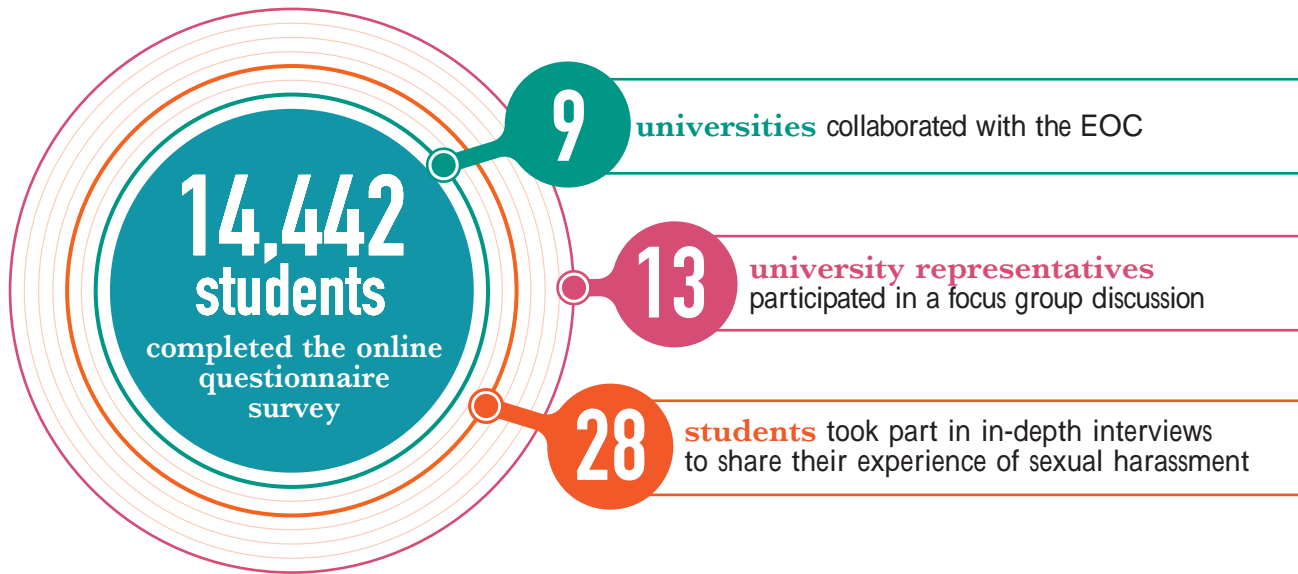 14,442
students
completed the online
questionnaire
survey
9
universities collaborated with the EOC
13
university representatives
participated in a focus group discussion
28
students took part in in-depth interviews
to share their experience of sexual harassment